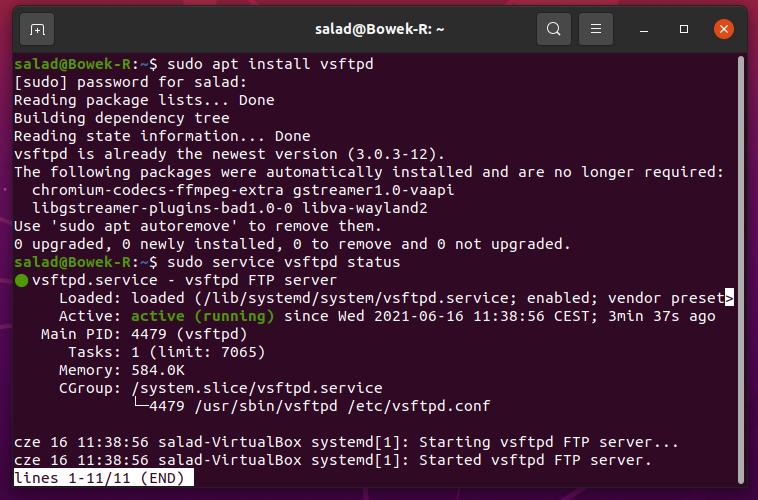 salad@Bowek-R: ~
salad@Bowek-R:~$ sudo apt install vsftpd
[sudo] password for salad:
Reading package lists... Done
Building dependency tree
Reading state information... Done
vsftpd is already the newest version (3.0.3-12).
The following packages were automatically installed and are no longer required:
  chromium-codecs-ffmpeg-extra gstreamer1.0-vaapi
  libgstreamer-plugins-bad1.0-0 libva-wayland2
Use 'sudo apt autoremove' to remove them.
0 upgraded, 0 newly installed, 0 to remove and 0 not upgraded.
salad@Bowek-R:~$ sudo service vsftpd status
● vsftpd.service - vsftpd FTP server
     Loaded: loaded (/lib/systemd/system/vsftpd.service; enabled; vendor preset>
     Active: active (running) since Wed 2021-06-16 11:38:56 CEST; 3min 37s ago
   Main PID: 4479 (vsftpd)
      Tasks: 1 (limit: 7065)
     Memory: 584.0K
     CGroup: /system.slice/vsftpd.service
             └─4479 /usr/sbin/vsftpd /etc/vsftpd.conf

cze 16 11:38:56 salad-VirtualBox systemd[1]: Starting vsftpd FTP server...
cze 16 11:38:56 salad-VirtualBox systemd[1]: Started vsftpd FTP server.
lines 1-11/11 (END)